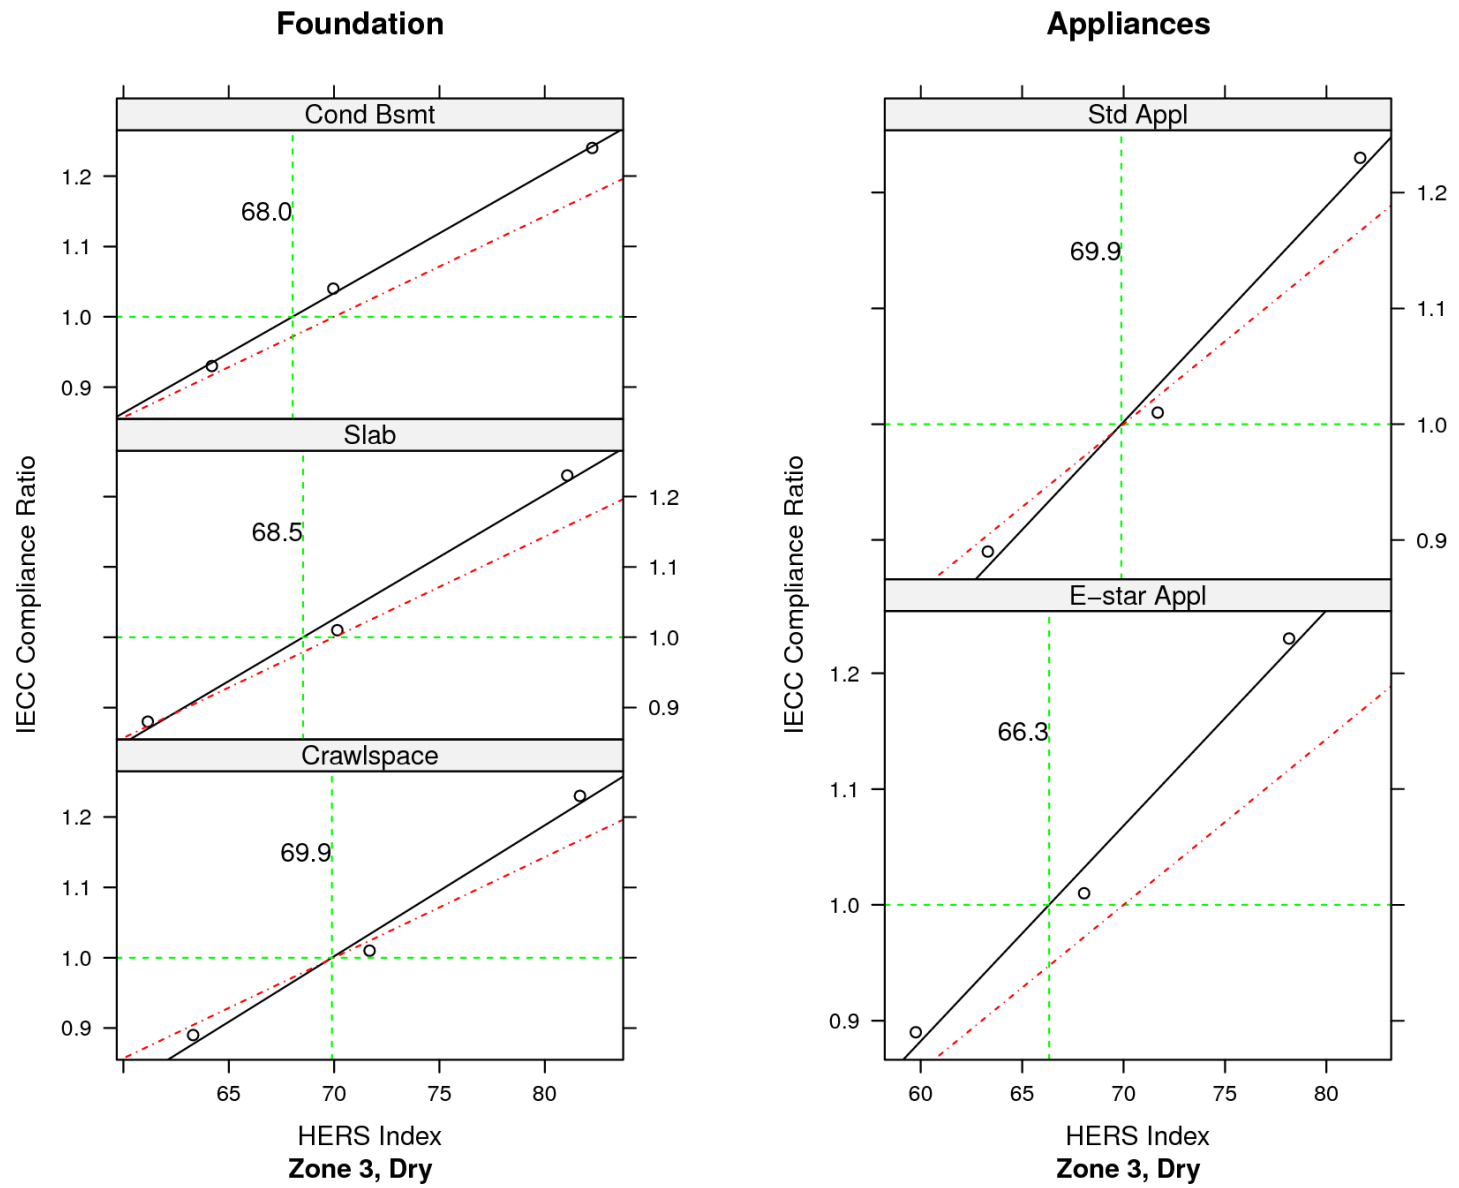 Foundation
Cond Bsmt
68.0
1.2
1.1
1.0
0.9
Slab
68.5
1.2
1.1
1.0
0.9
Crawlspace
69.9
1.2
1.1
1.0
0.9
65 70 75 80
IECC Compliance Ratio
HERS Index
Zone 3, Dry
Appliances
Std Appl
69.9
1.2
1.1
1.0
0.9
E−star Appl
66.3
1.2
1.1
1.0
0.9
60 65 70 75 80
IECC Compliance Ratio
HERS Index
Zone 3, Dry